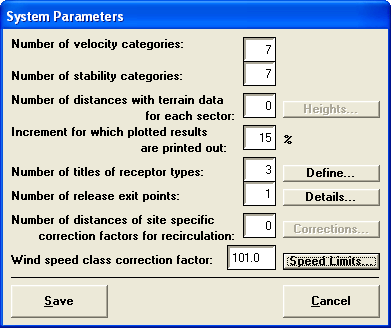 System Parameters
Number of velocity categories: 7
Number of stability categories: 7
Number of distances with terrain data
for each sector: 0 Heights...
Increment for which plotted results
are printed out: 15 %
Number of titles of receptor types: 3 Define...
Number of release exit points: 1 Details...
Number of distances of site specific
correction factors for recirculation: 0 Corrections...
Wind speed class correction factor: 101.0 Speed Limits...
Save Cancel